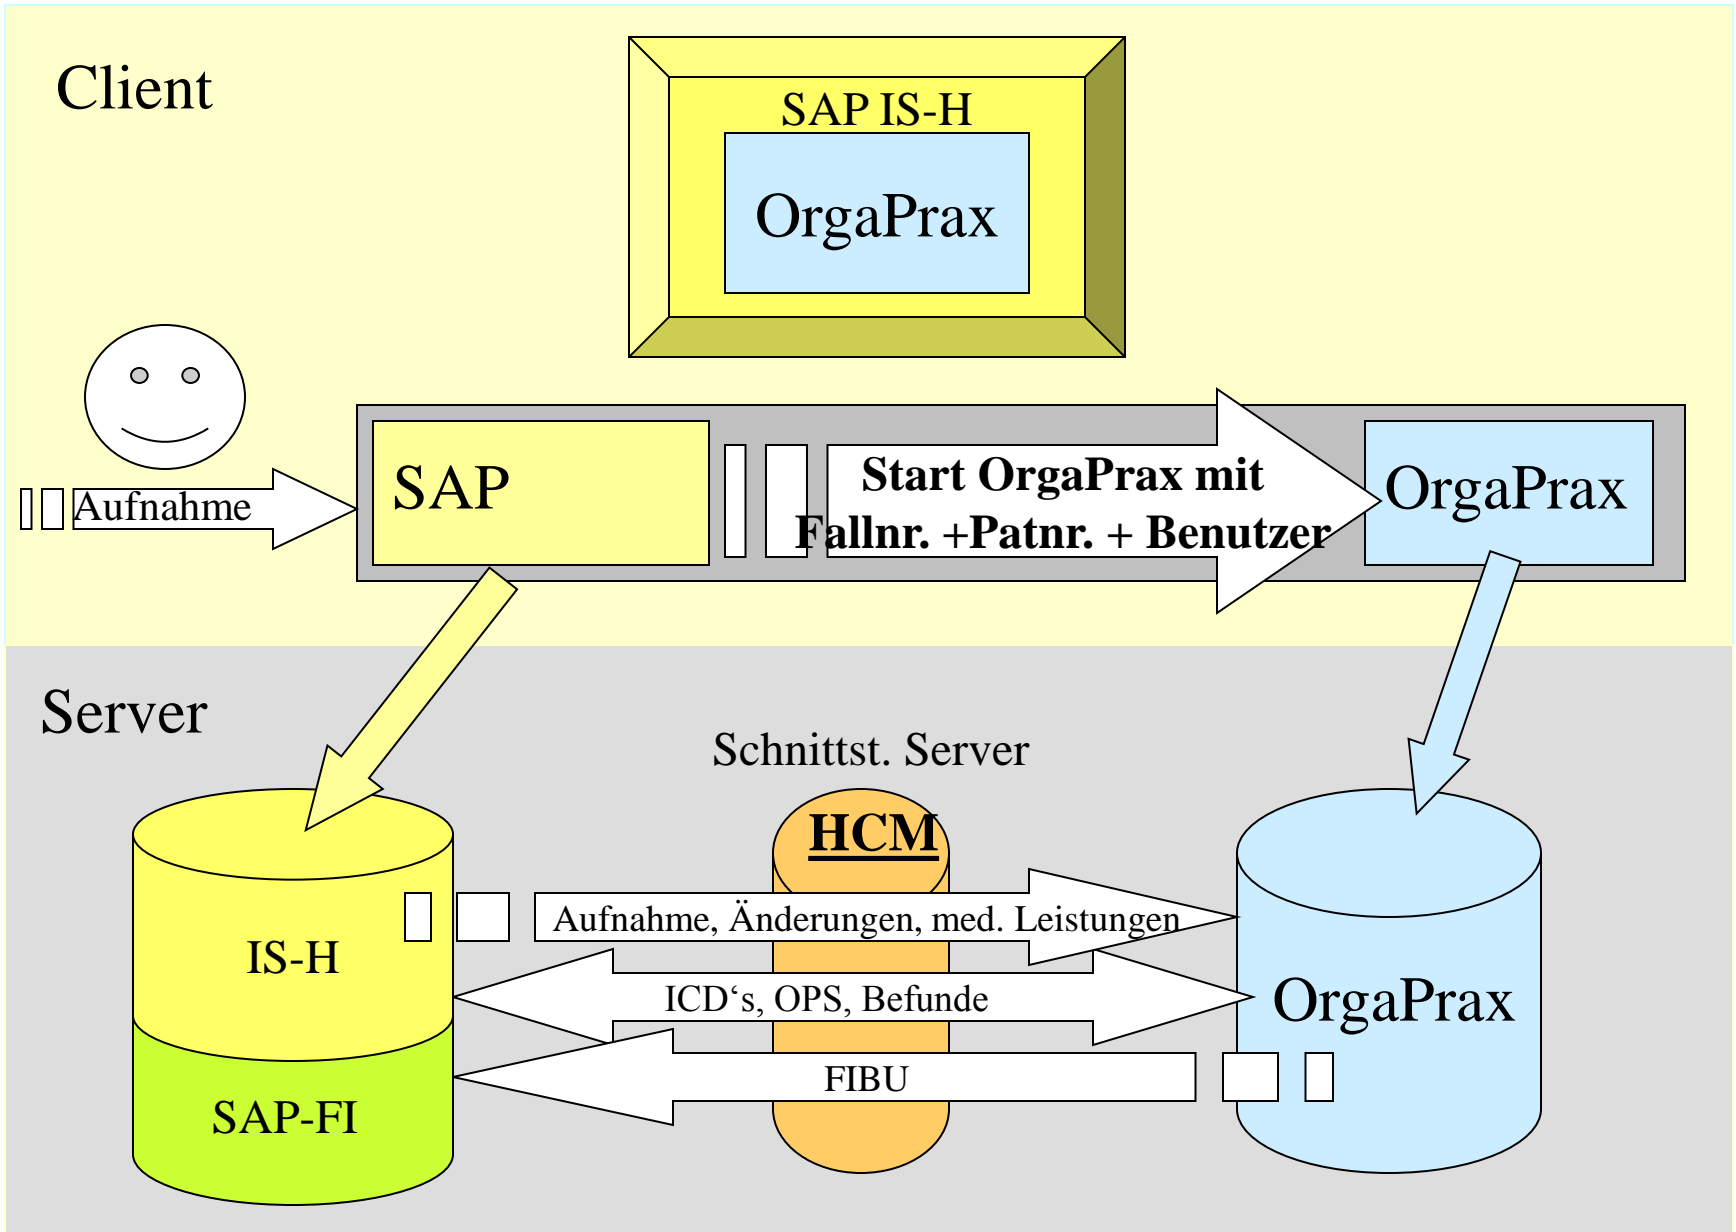 Client
SAP IS-H
OrgaPrax
Aufnahme
SAP
Start OrgaPrax mit
Fallnr. +Patnr. + Benutzer
OrgaPrax
Server
Schnittst. Server
HCM
Aufnahme, Änderungen, med. Leistungen
IS-H
ICD‘s, OPS, Befunde
OrgaPrax
FIBU
SAP-FI